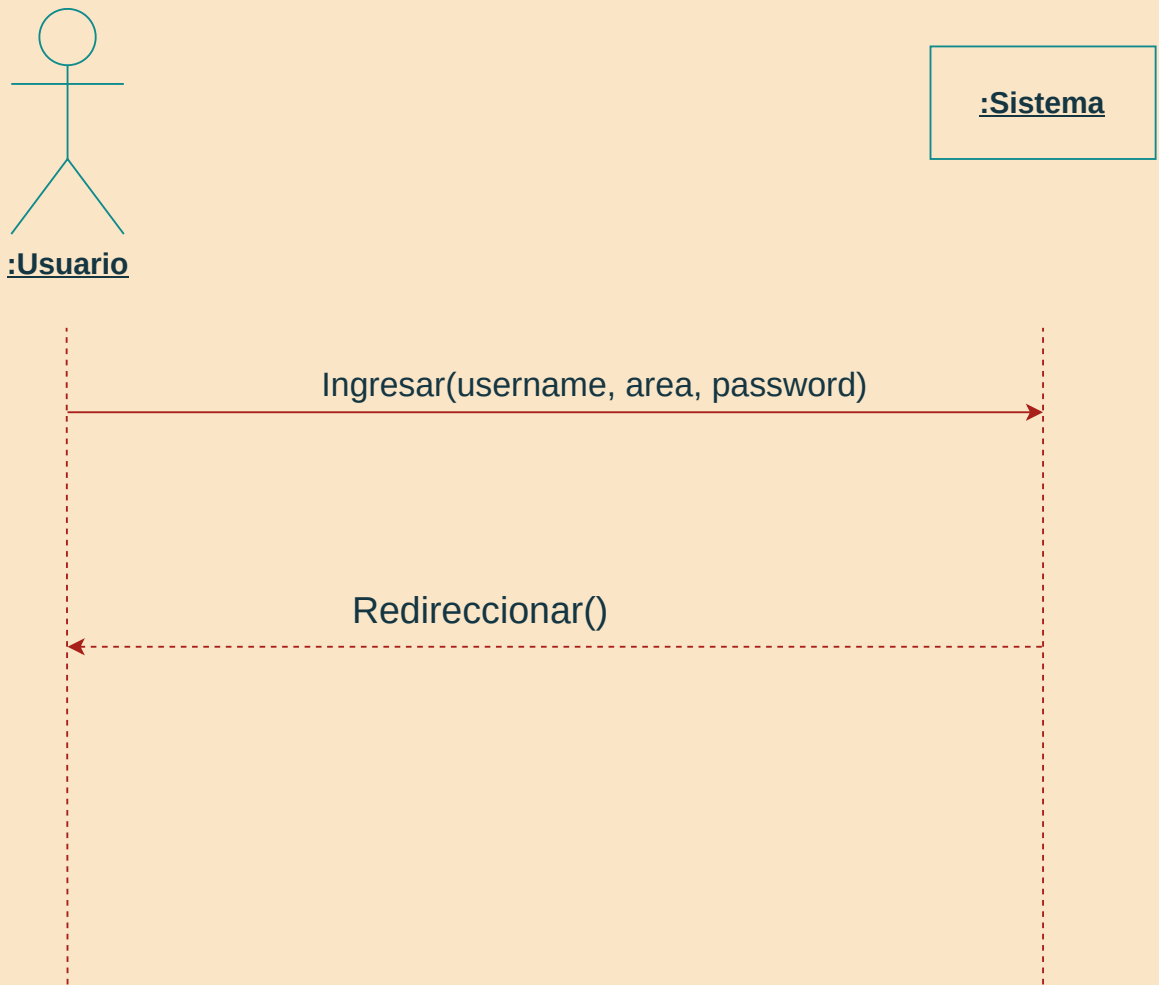 :Sistema
:Usuario
Ingresar(username, area, password)
Redireccionar()